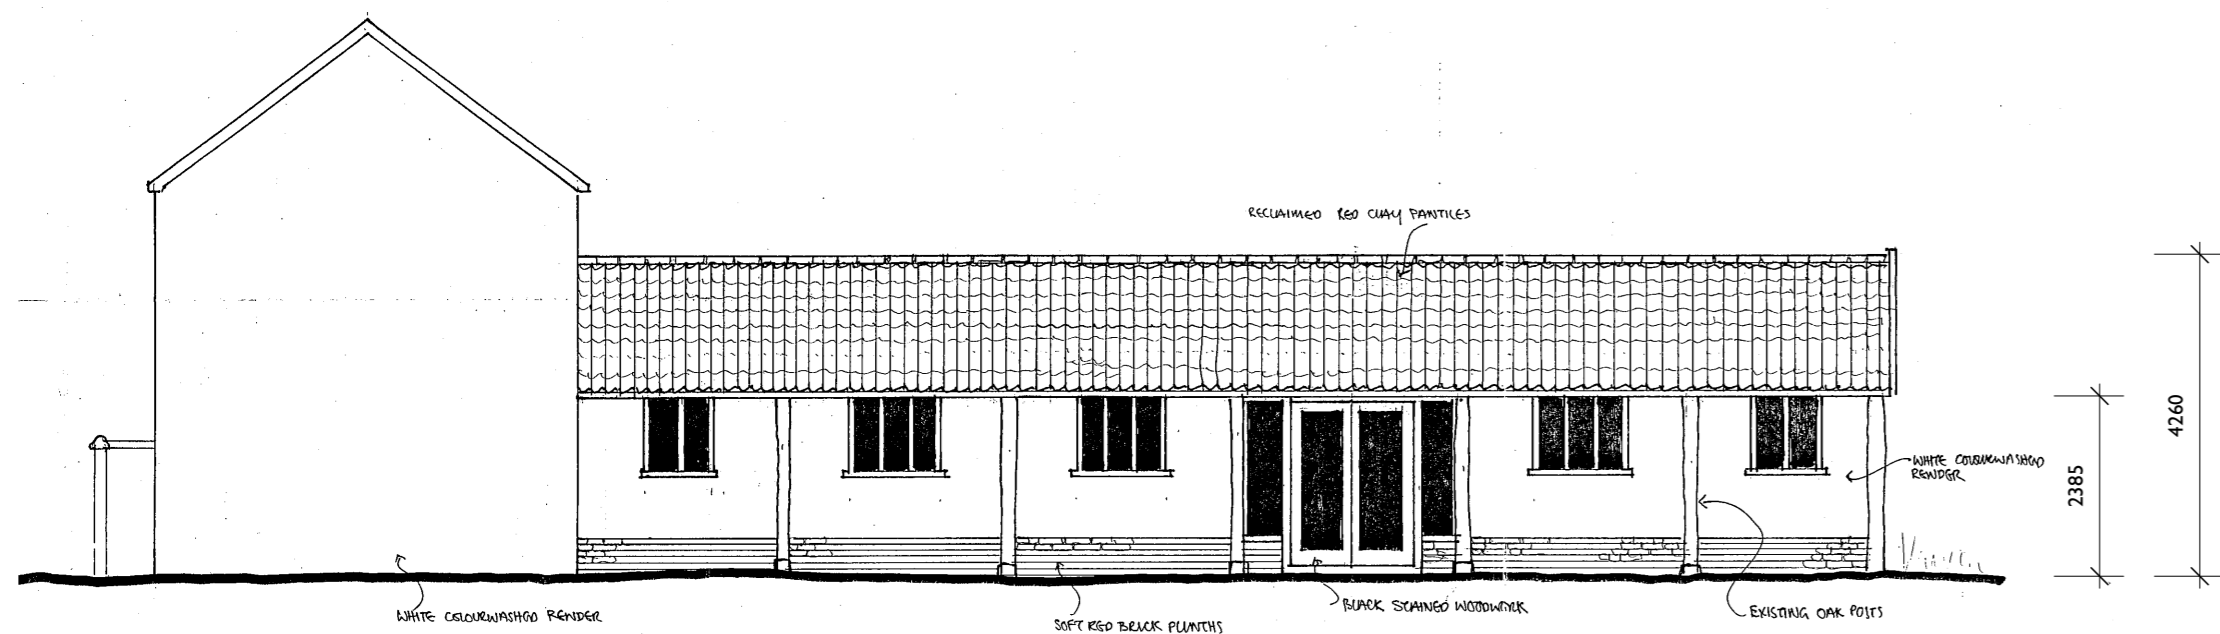 RECLAIMED RED CLAY PANTILES
4260
2385
WHITE COLOURWASHED
RENDER
WHITE COLOURWASHED RENDER
SOFT RED BRICK PLINTHS
BLACK STAINED WOODWORK
EXISTING OAK POSTS